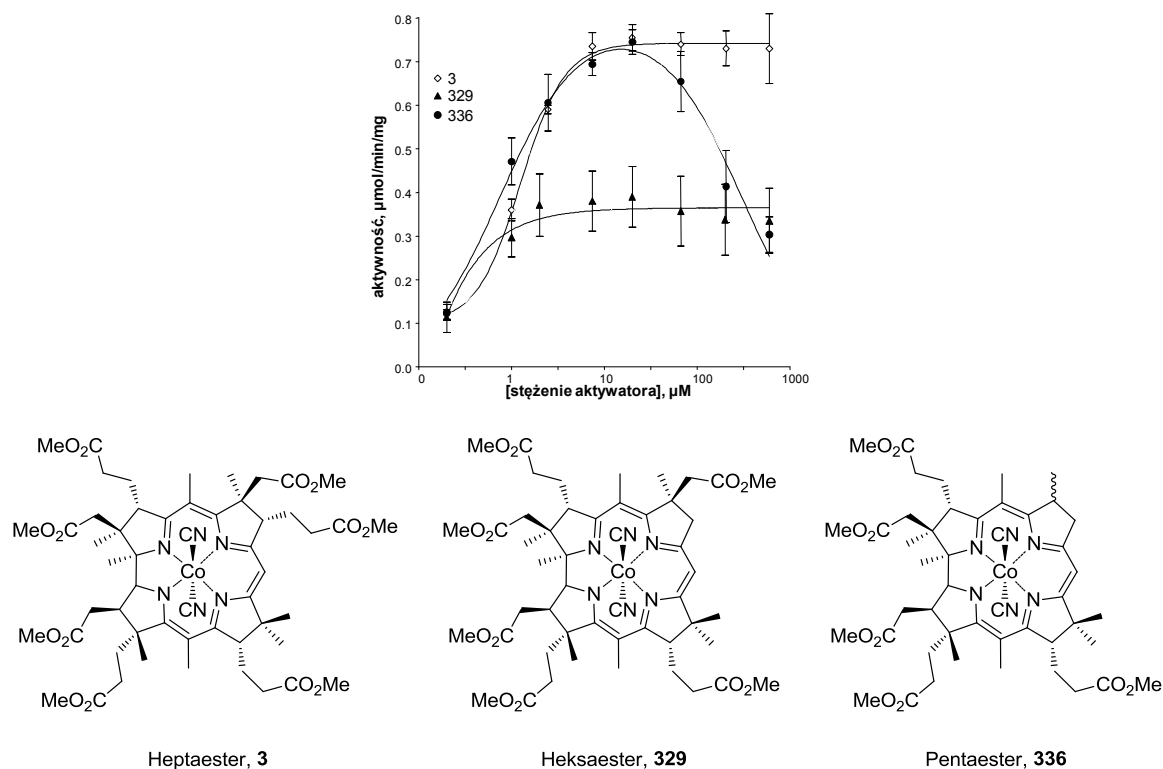 0.8
0.7
0.6
0.5
0.4
0.3
0.2
0.1
0.0
aktywność, µmol/min/mg
3
329
336
0 1 10 100 1000
[stężenie aktywatora], µM
MeO2C
CO2Me
MeO2C
CO2Me
CN
N N
Co
N N
CN
MeO2C
MeO2C
CO2Me
Heptaester, 3
MeO2C
CO2Me
MeO2C
CN
N N
Co
N N
CN
MeO2C
MeO2C
CO2Me
Heksaester, 329
MeO2C
MeO2C
CN
N N
Co
N N
CN
MeO2C
MeO2C
CO2Me
Pentaester, 336